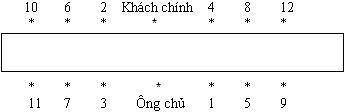 10 6 2 Khách chính 4 8 12
* * * * * * *
* * * * * * *
11 7 3 Ông chủ 1 5 9